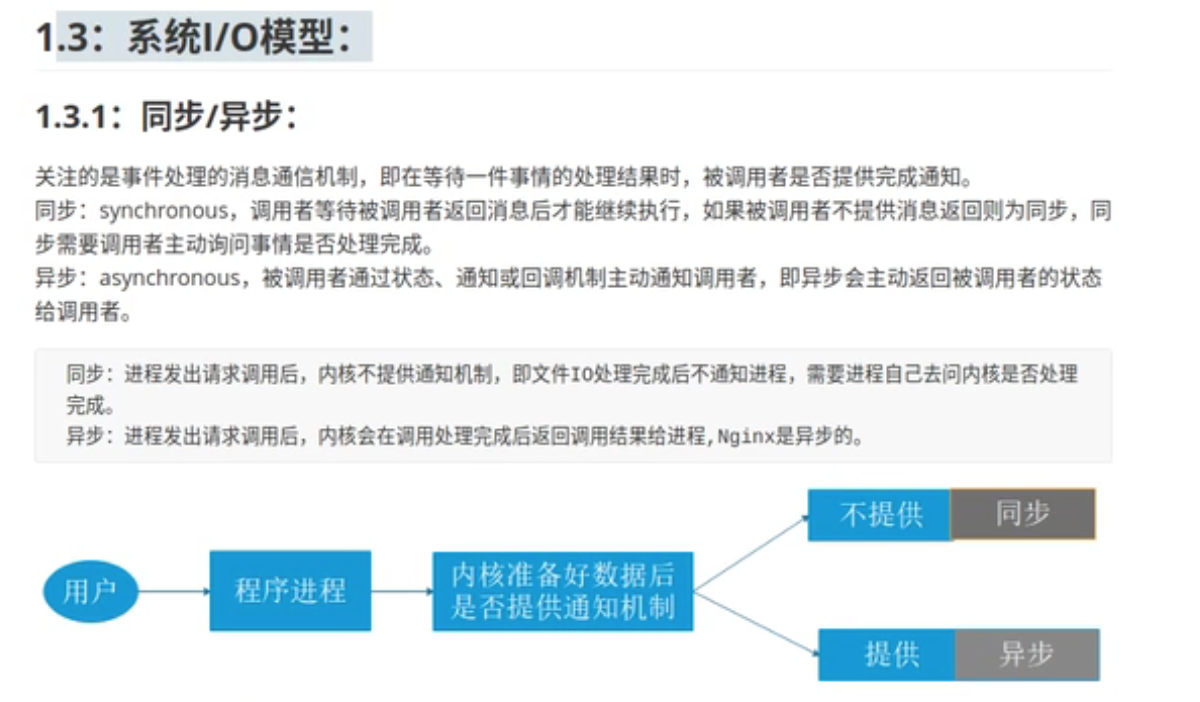 1.3：系统I/O模型：
1.3.1：同步/异步：
关注的是事件处理的消息通信机制，即在等待一件事情的处理结果时，被调用者是否提供完成通知。
同步：synchronous，调用者等待被调用者返回消息后才能继续执行，如果被调用者不提供消息返回则为同步，同
步需要调用者主动询问事情是否处理完成。
异步：asynchronous，被调用者通过状态、通知或回调机制主动通知调用者，即异步会主动返回被调用者的状态
给调用者。
同步：进程发出请求调用后，内核不提供通知机制，即文件IO处理完成后不通知进程，需要进程自己去问内核是否处理
完成。
异步：进程发出请求调用后，内核会在调用处理完成后返回调用结果给进程,Nginx是异步的。
用户
程序进程
内核准备好数据后
是否提供通知机制
不提供
同步
提供
异步